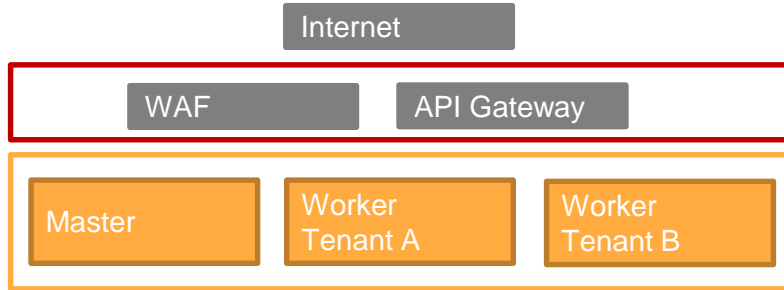 Internet
WAF
API Gateway
Master
Worker
Tenant A
Worker
Tenant B